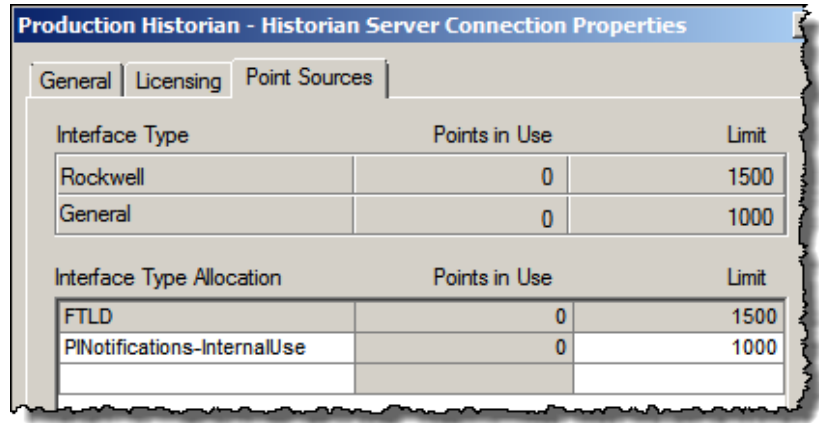 Production Historian - Historian Server Connection Properties
General Licensing Point Sources
Interface Type Points in Use Limit
Rockwell 0 1500
General 0 1000
Interface Type Allocation Points in Use Limit
FTLD 0 1500
PINotifications-InternalUse 0 1000